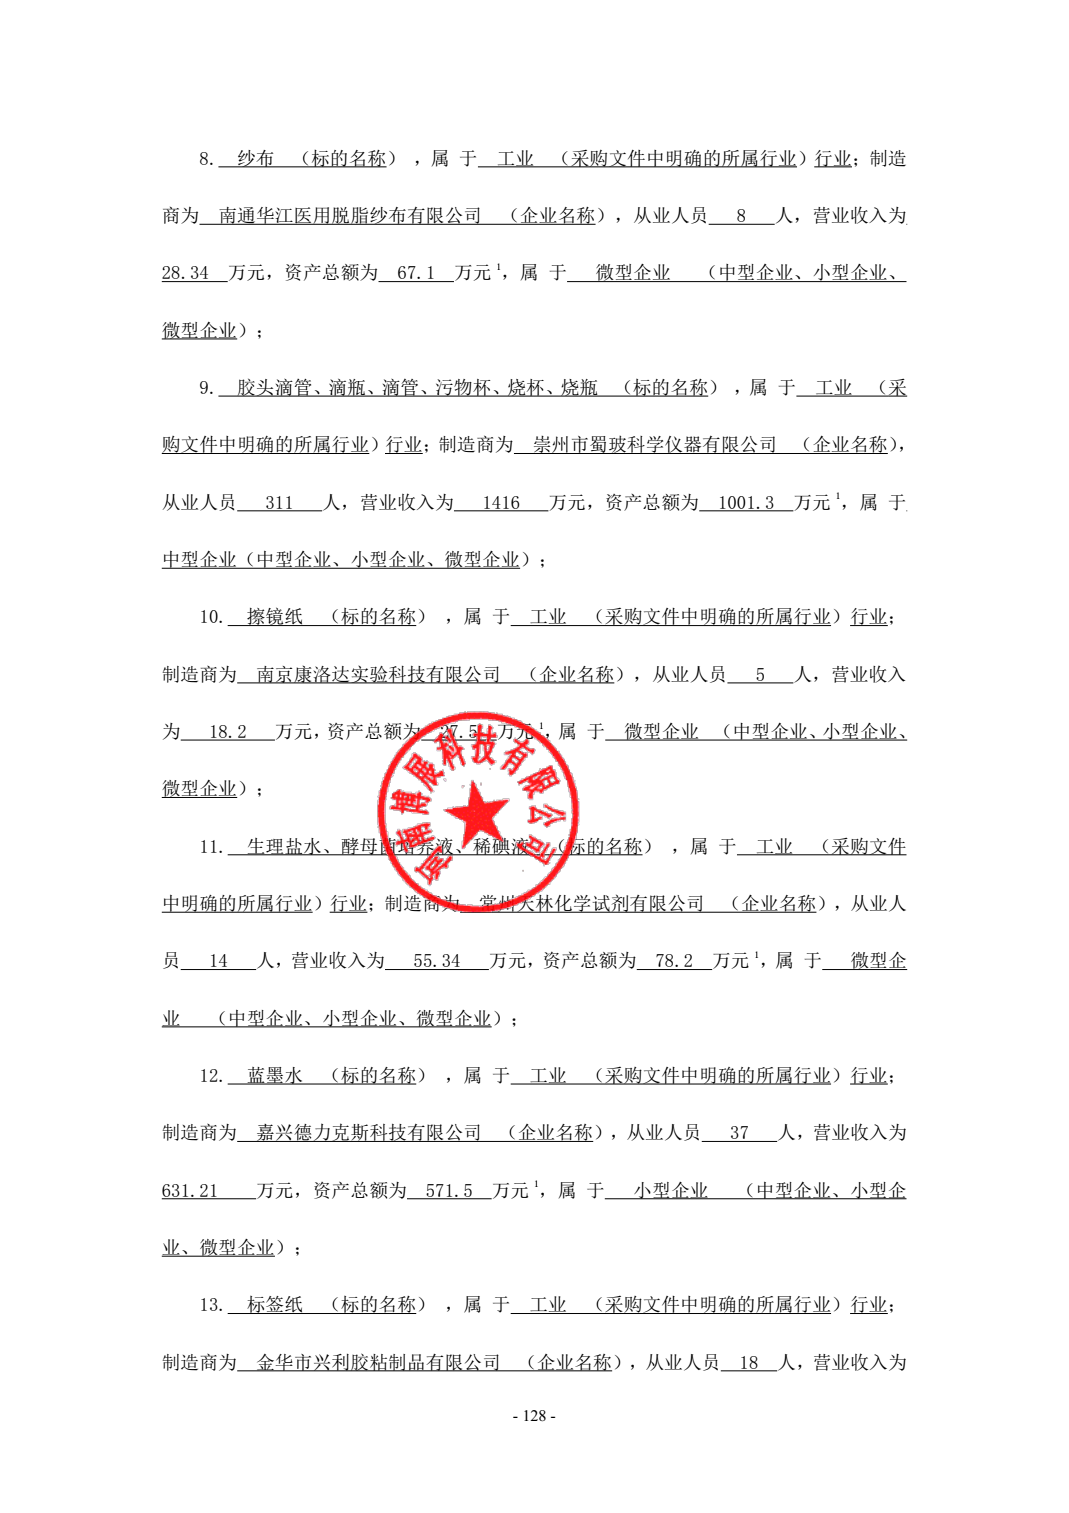 8.  纱布  （标的名称） ，属 于  工业  （采购文件中明确的所属行业）行业；制造
商为  南通华江医用脱脂纱布有限公司  （企业名称），从业人员   8   人，营业收入为
28.34  万元，资产总额为  67.1  万元¹，属 于   微型企业   （中型企业、小型企业、
微型企业）；
9.  胶头滴管、滴瓶、滴管、污物杯、烧杯、烧瓶  （标的名称） ，属 于  工业  （采
购文件中明确的所属行业）行业；制造商为  崇州市蜀玻科学仪器有限公司  （企业名称），
从业人员   311   人，营业收入为   1416   万元，资产总额为  1001.3  万元¹，属 于
中型企业（中型企业、小型企业、微型企业）；
10.  擦镜纸  （标的名称） ，属 于  工业  （采购文件中明确的所属行业）行业；
制造商为  南京康洛达实验科技有限公司  （企业名称），从业人员   5   人，营业收入
为   18.2   万元，资产总额为  27.5  万元¹，属 于  微型企业  （中型企业、小型企业、
微型企业）；
11.  生理盐水、酵母菌培养液、稀碘液  （标的名称） ，属 于  工业  （采购文件
中明确的所属行业）行业；制造商为  常州天林化学试剂有限公司  （企业名称），从业人
员   14   人，营业收入为   55.34   万元，资产总额为  78.2  万元¹，属 于   微型企
业   （中型企业、小型企业、微型企业）；
12.  蓝墨水  （标的名称） ，属 于  工业  （采购文件中明确的所属行业）行业；
制造商为  嘉兴德力克斯科技有限公司  （企业名称），从业人员   37   人，营业收入为
631.21    万元，资产总额为  571.5  万元¹，属 于   小型企业   （中型企业、小型企
业、微型企业）；
13.  标签纸  （标的名称） ，属 于  工业  （采购文件中明确的所属行业）行业；
制造商为  金华市兴利胶粘制品有限公司  （企业名称），从业人员  18  人，营业收入为
- 128 -
南博展科技有限公司